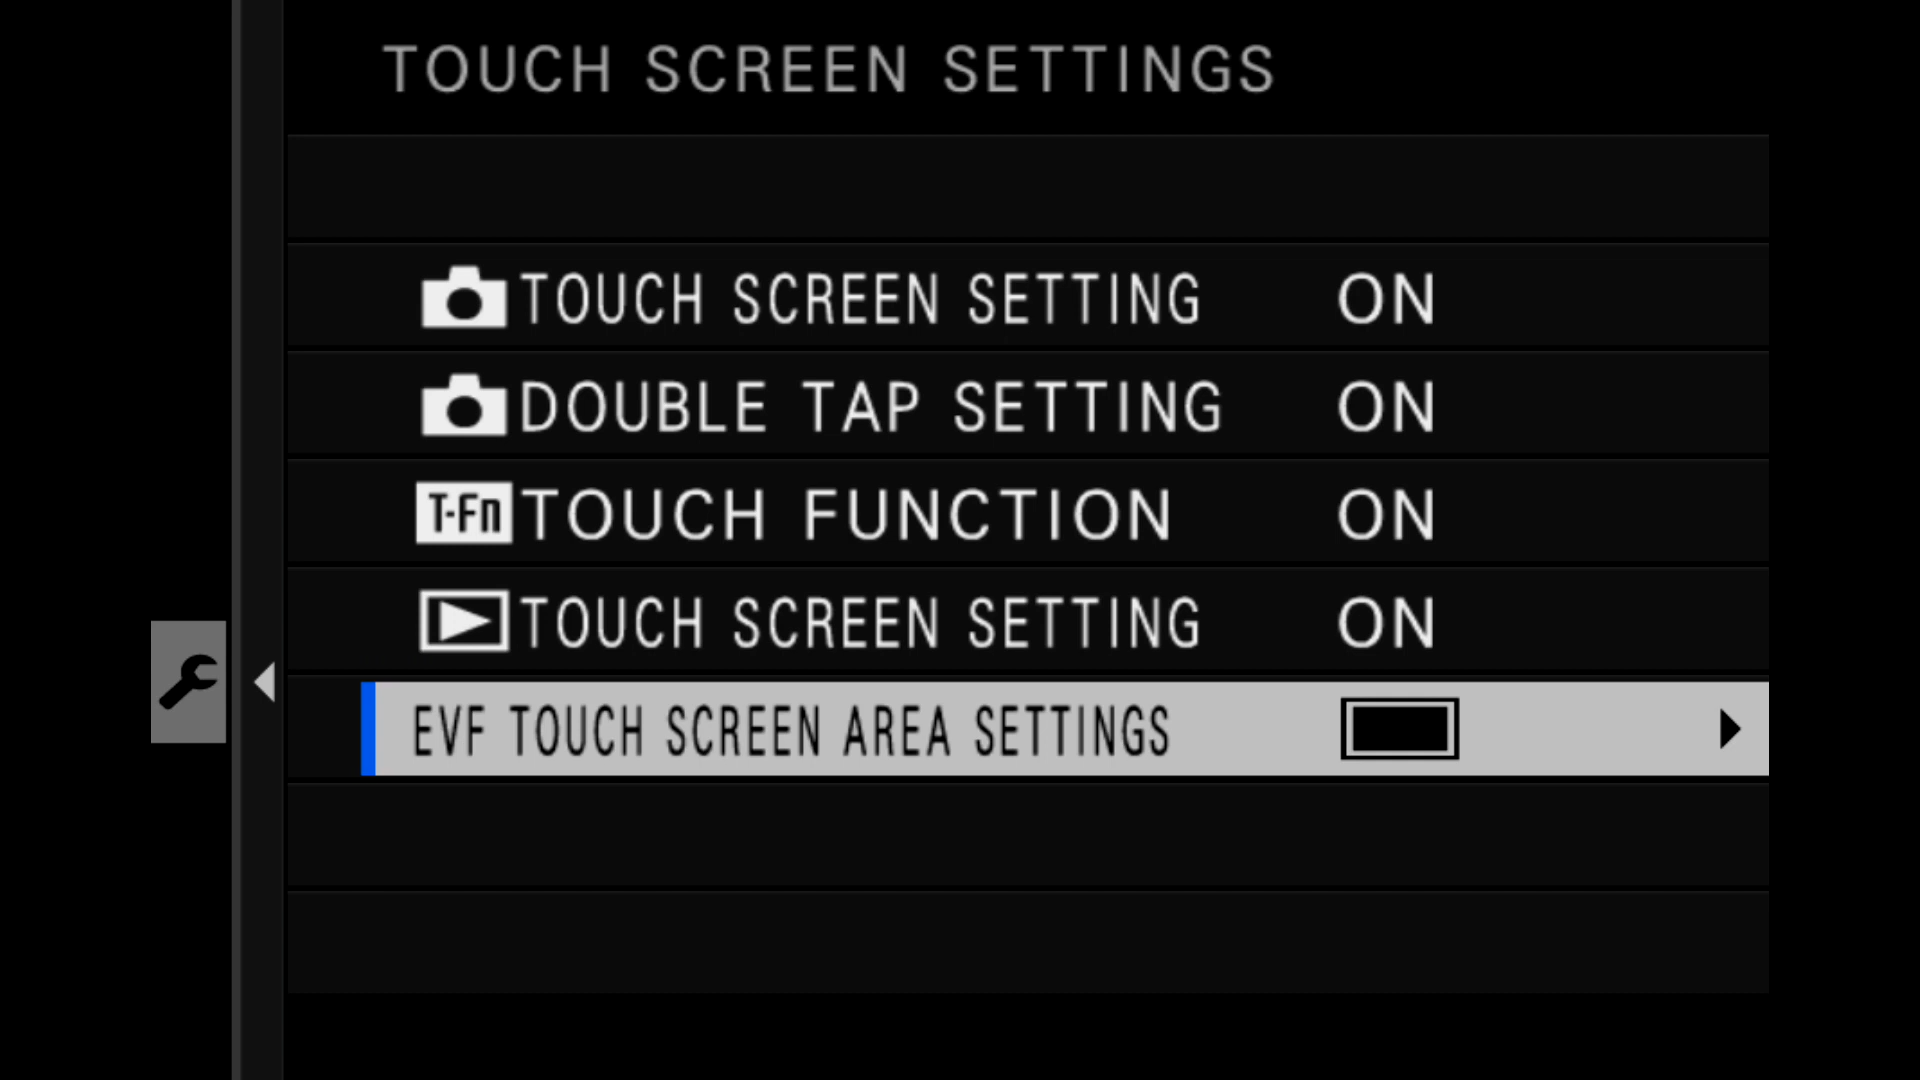 TOUCH SCREEN SETTINGS
TOUCH SCREEN SETTING ON
DOUBLE TAP SETTING ON
T-Fn TOUCH FUNCTION ON
TOUCH SCREEN SETTING ON
EVF TOUCH SCREEN AREA SETTINGS